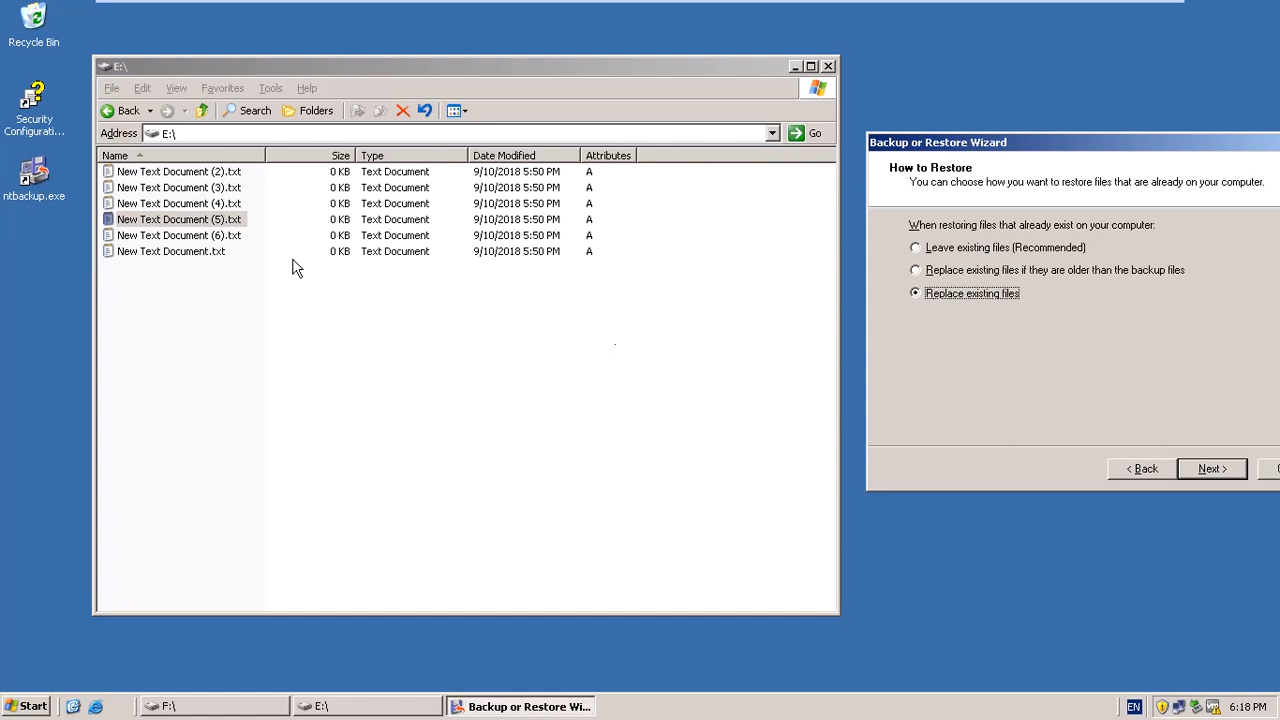 Recycle Bin
Security
Configurati...
ntbackup.exe
E:\
File Edit View Favorites Tools Help
Back Search Folders
Address E:\ Go
Name Size Type Date Modified Attributes
New Text Document (2).txt 0 KB Text Document 9/10/2018 5:50 PM A
New Text Document (3).txt 0 KB Text Document 9/10/2018 5:50 PM A
New Text Document (4).txt 0 KB Text Document 9/10/2018 5:50 PM A
New Text Document (5).txt 0 KB Text Document 9/10/2018 5:50 PM A
New Text Document (6).txt 0 KB Text Document 9/10/2018 5:50 PM A
New Text Document.txt 0 KB Text Document 9/10/2018 5:50 PM A
Backup or Restore Wizard
How to Restore
You can choose how you want to restore files that are already on your computer.
When restoring files that already exist on your computer:
Leave existing files (Recommended)
Replace existing files if they are older than the backup files
Replace existing files
< Back Next >
Start F:\ E:\ Backup or Restore Wi... EN 6:18 PM